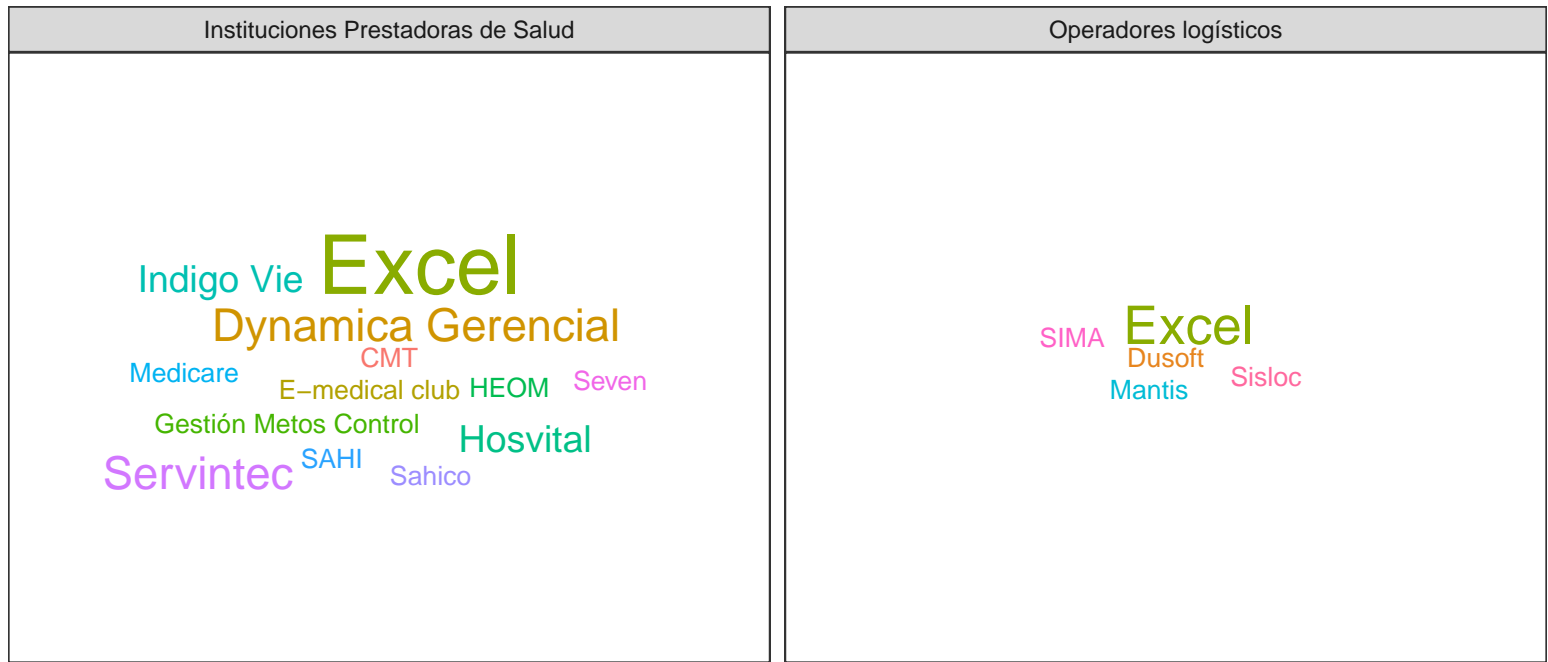 Instituciones Prestadoras de Salud
Excel
Indigo Vie
Dynamica Gerencial
CMT
Medicare
E−medical club
HEOM
Seven
Gestión Metos Control
Hosvital
SAHI
Servintec
Sahico
Operadores logísticos
Excel
SIMA
Dusoft
Sisloc
Mantis